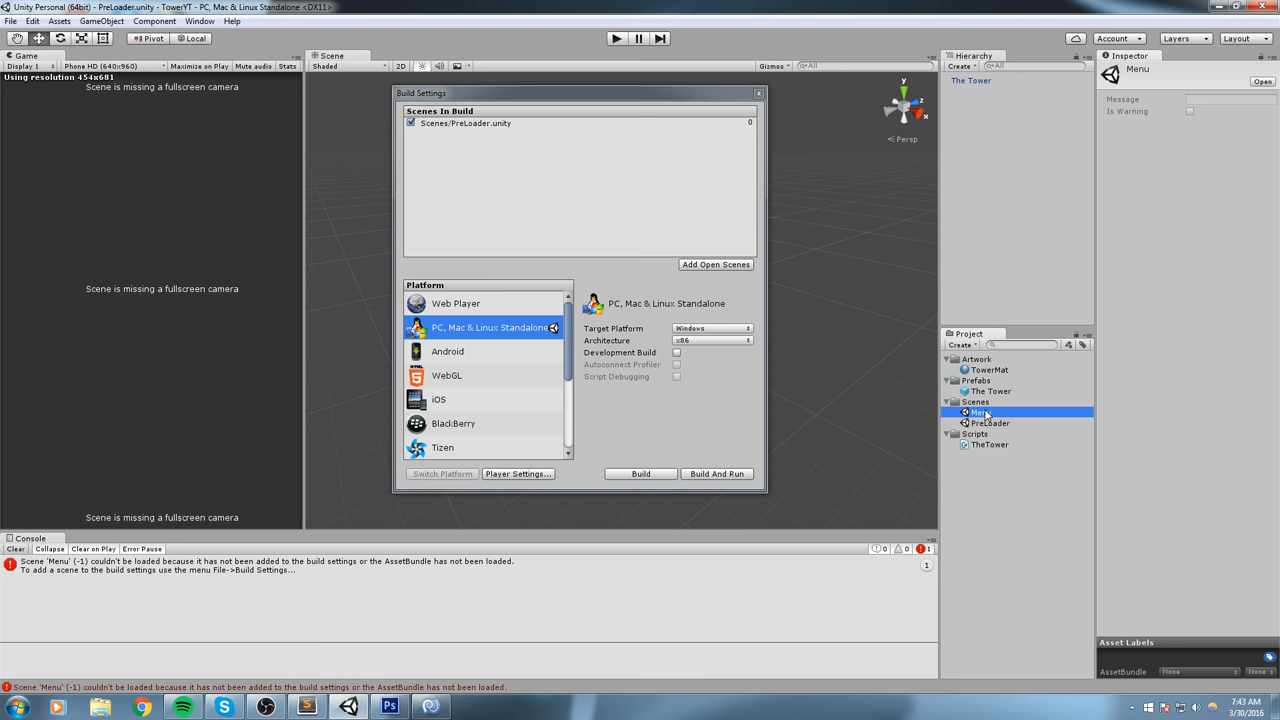 Unity Personal (64bit) - PreLoader.unity - TowerYT - PC, Mac & Linux Standalone <DX11>
File Edit Assets GameObject Component Window Help
Pivot Local Account Layers Layout
Game Scene Hierarchy Inspector
Display 1 Phone HD (640x960) Maximize on Play Mute audio Stats Shaded 2D Gizmos All Create All
Using resolution 454x681
Scene is missing a fullscreen camera
Scene is missing a fullscreen camera
Scene is missing a fullscreen camera
y
z
x
Persp
Build Settings
Scenes In Build
Scenes/PreLoader.unity 0
Add Open Scenes
Platform
Web Player
PC, Mac & Linux Standalone
Android
HTML
WebGL
iOS
BlackBerry
Tizen
PC, Mac & Linux Standalone
Target Platform Windows
Architecture x86
Development Build
Autoconnect Profiler
Script Debugging
Switch Platform Player Settings... Build Build And Run
The Tower
Project
Create
Artwork
TowerMat
Prefabs
The Tower
Scenes
Menu
PreLoader
Scripts
TheTower
Menu
Open
Message
Is Warning
Asset Labels
AssetBundle None None
Console
Clear Collapse Clear on Play Error Pause 0 0 1
Scene 'Menu' (-1) couldn't be loaded because it has not been added to the build settings or the AssetBundle has not been loaded.
To add a scene to the build settings use the menu File->Build Settings...
1
Scene 'Menu' (-1) couldn't be loaded because it has not been added to the build settings or the AssetBundle has not been loaded.
Ps
7:43 AM
3/30/2016